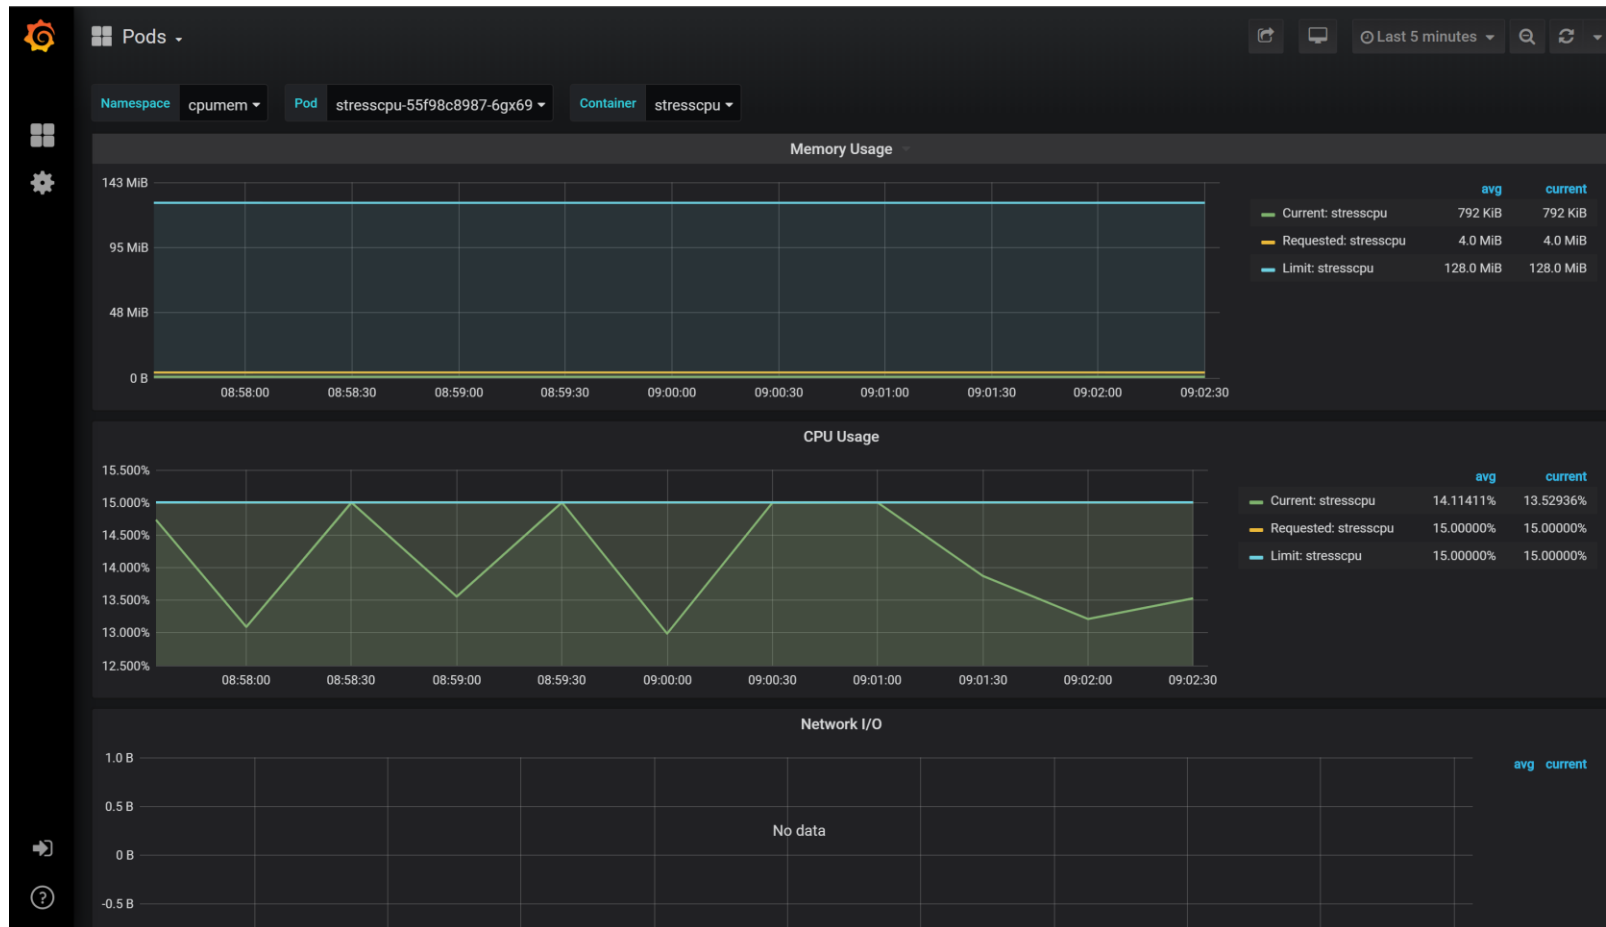 Pods
Last 5 minutes
Namespace cpumem Pod stresscpu-55f98c8987-6gx69 Container stresscpu
Memory Usage
143 MiB
95 MiB
48 MiB
0 B
08:58:00 08:58:30 08:59:00 08:59:30 09:00:00 09:00:30 09:01:00 09:01:30 09:02:00 09:02:30
avg current
Current: stresscpu 792 KiB 792 KiB
Requested: stresscpu 4.0 MiB 4.0 MiB
Limit: stresscpu 128.0 MiB 128.0 MiB
CPU Usage
15.500%
15.000%
14.500%
14.000%
13.500%
13.000%
12.500%
08:58:00 08:58:30 08:59:00 08:59:30 09:00:00 09:00:30 09:01:00 09:01:30 09:02:00 09:02:30
avg current
Current: stresscpu 14.11411% 13.52936%
Requested: stresscpu 15.00000% 15.00000%
Limit: stresscpu 15.00000% 15.00000%
Network I/O
1.0 B
0.5 B
0 B
-0.5 B
No data
avg current